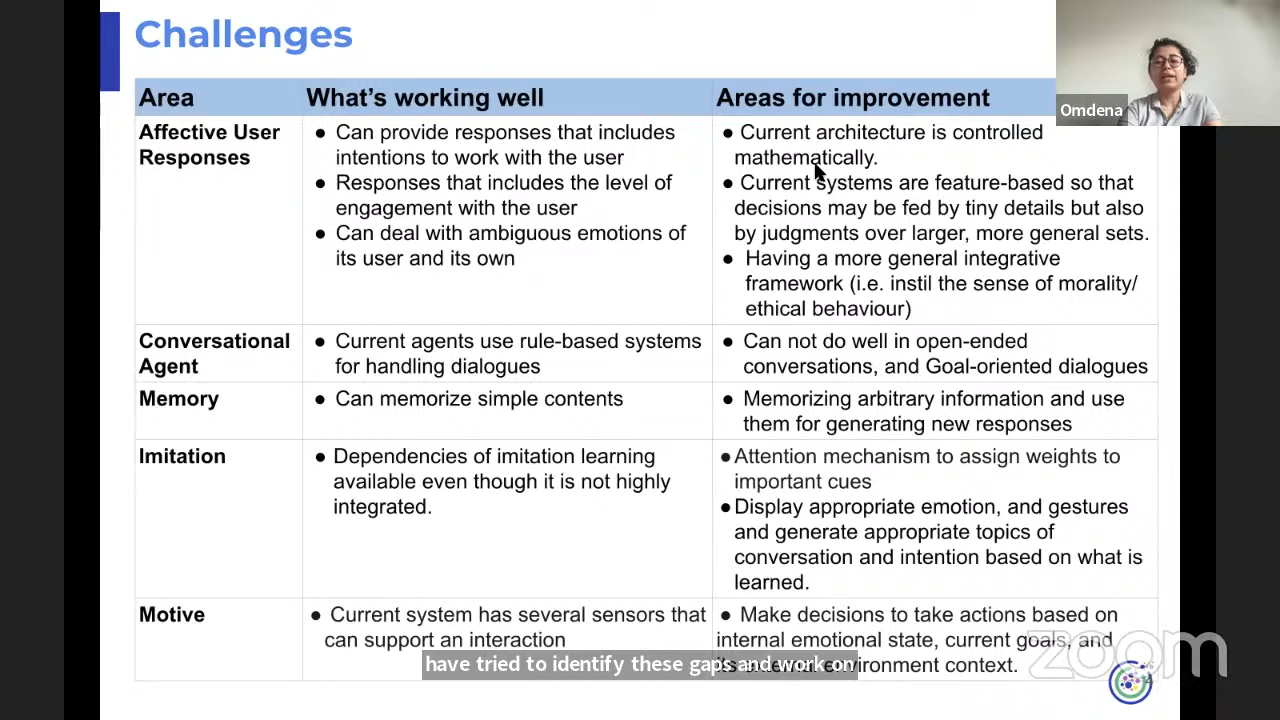 Challenges
Omdena
Area
What's working well
Areas for improvement
Affective User
Responses
● Can provide responses that includes
intentions to work with the user
● Responses that includes the level of
engagement with the user
● Can deal with ambiguous emotions of
its user and its own
● Current architecture is controlled
mathematically.
● Current systems are feature-based so that
decisions may be fed by tiny details but also
by judgments over larger, more general sets.
● Having a more general integrative
framework (i.e. instil the sense of morality/
ethical behaviour)
Conversational
Agent
● Current agents use rule-based systems
for handling dialogues
● Can not do well in open-ended
conversations, and Goal-oriented dialogues
Memory
● Can memorize simple contents
● Memorizing arbitrary information and use
them for generating new responses
Imitation
● Dependencies of imitation learning
available even though it is not highly
integrated.
● Attention mechanism to assign weights to
important cues
● Display appropriate emotion, and gestures
and generate appropriate topics of
conversation and intention based on what is
learned.
Motive
● Current system has several sensors that
can support an interaction
● Make decisions to take actions based on
internal emotional state, current goals, and
context.
have tried to identify these gaps and work on
zoom